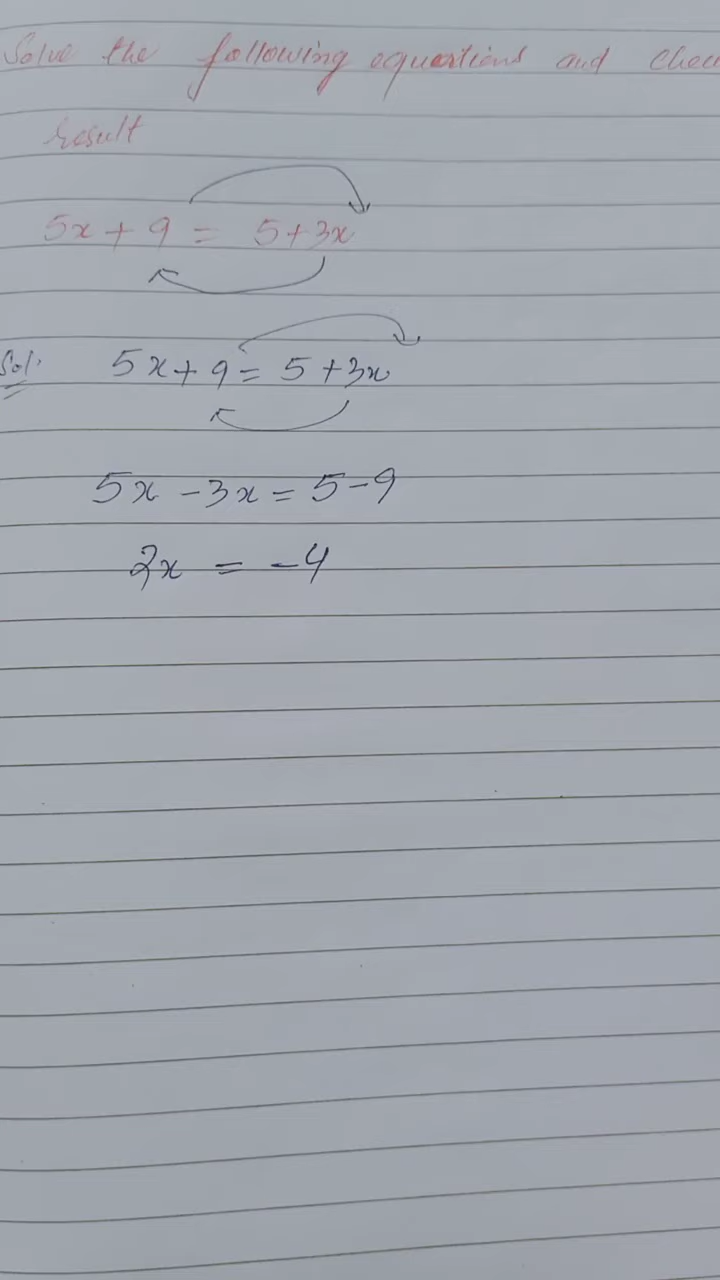 Solve the following equations and
result
5x + 9 = 5 + 3x
Sol:
5x + 9 = 5 + 3x
5x - 3x = 5 - 9
2x = -4